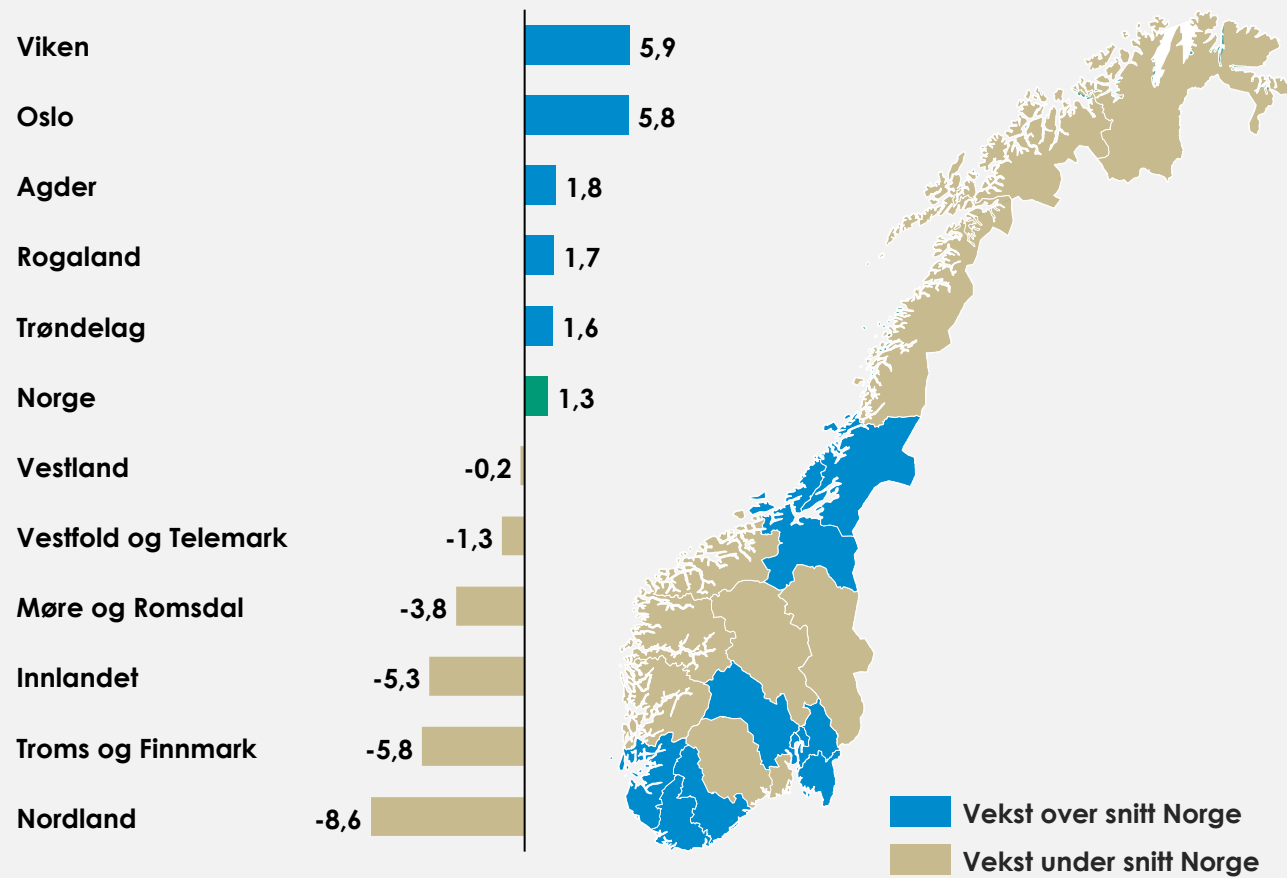 Viken 5,9
Oslo 5,8
Agder 1,8
Rogaland 1,7
Trøndelag 1,6
Norge 1,3
Vestland -0,2
Vestfold og Telemark -1,3
Møre og Romsdal -3,8
Innlandet -5,3
Troms og Finnmark -5,8
Nordland -8,6
Vekst over snitt Norge
Vekst under snitt Norge